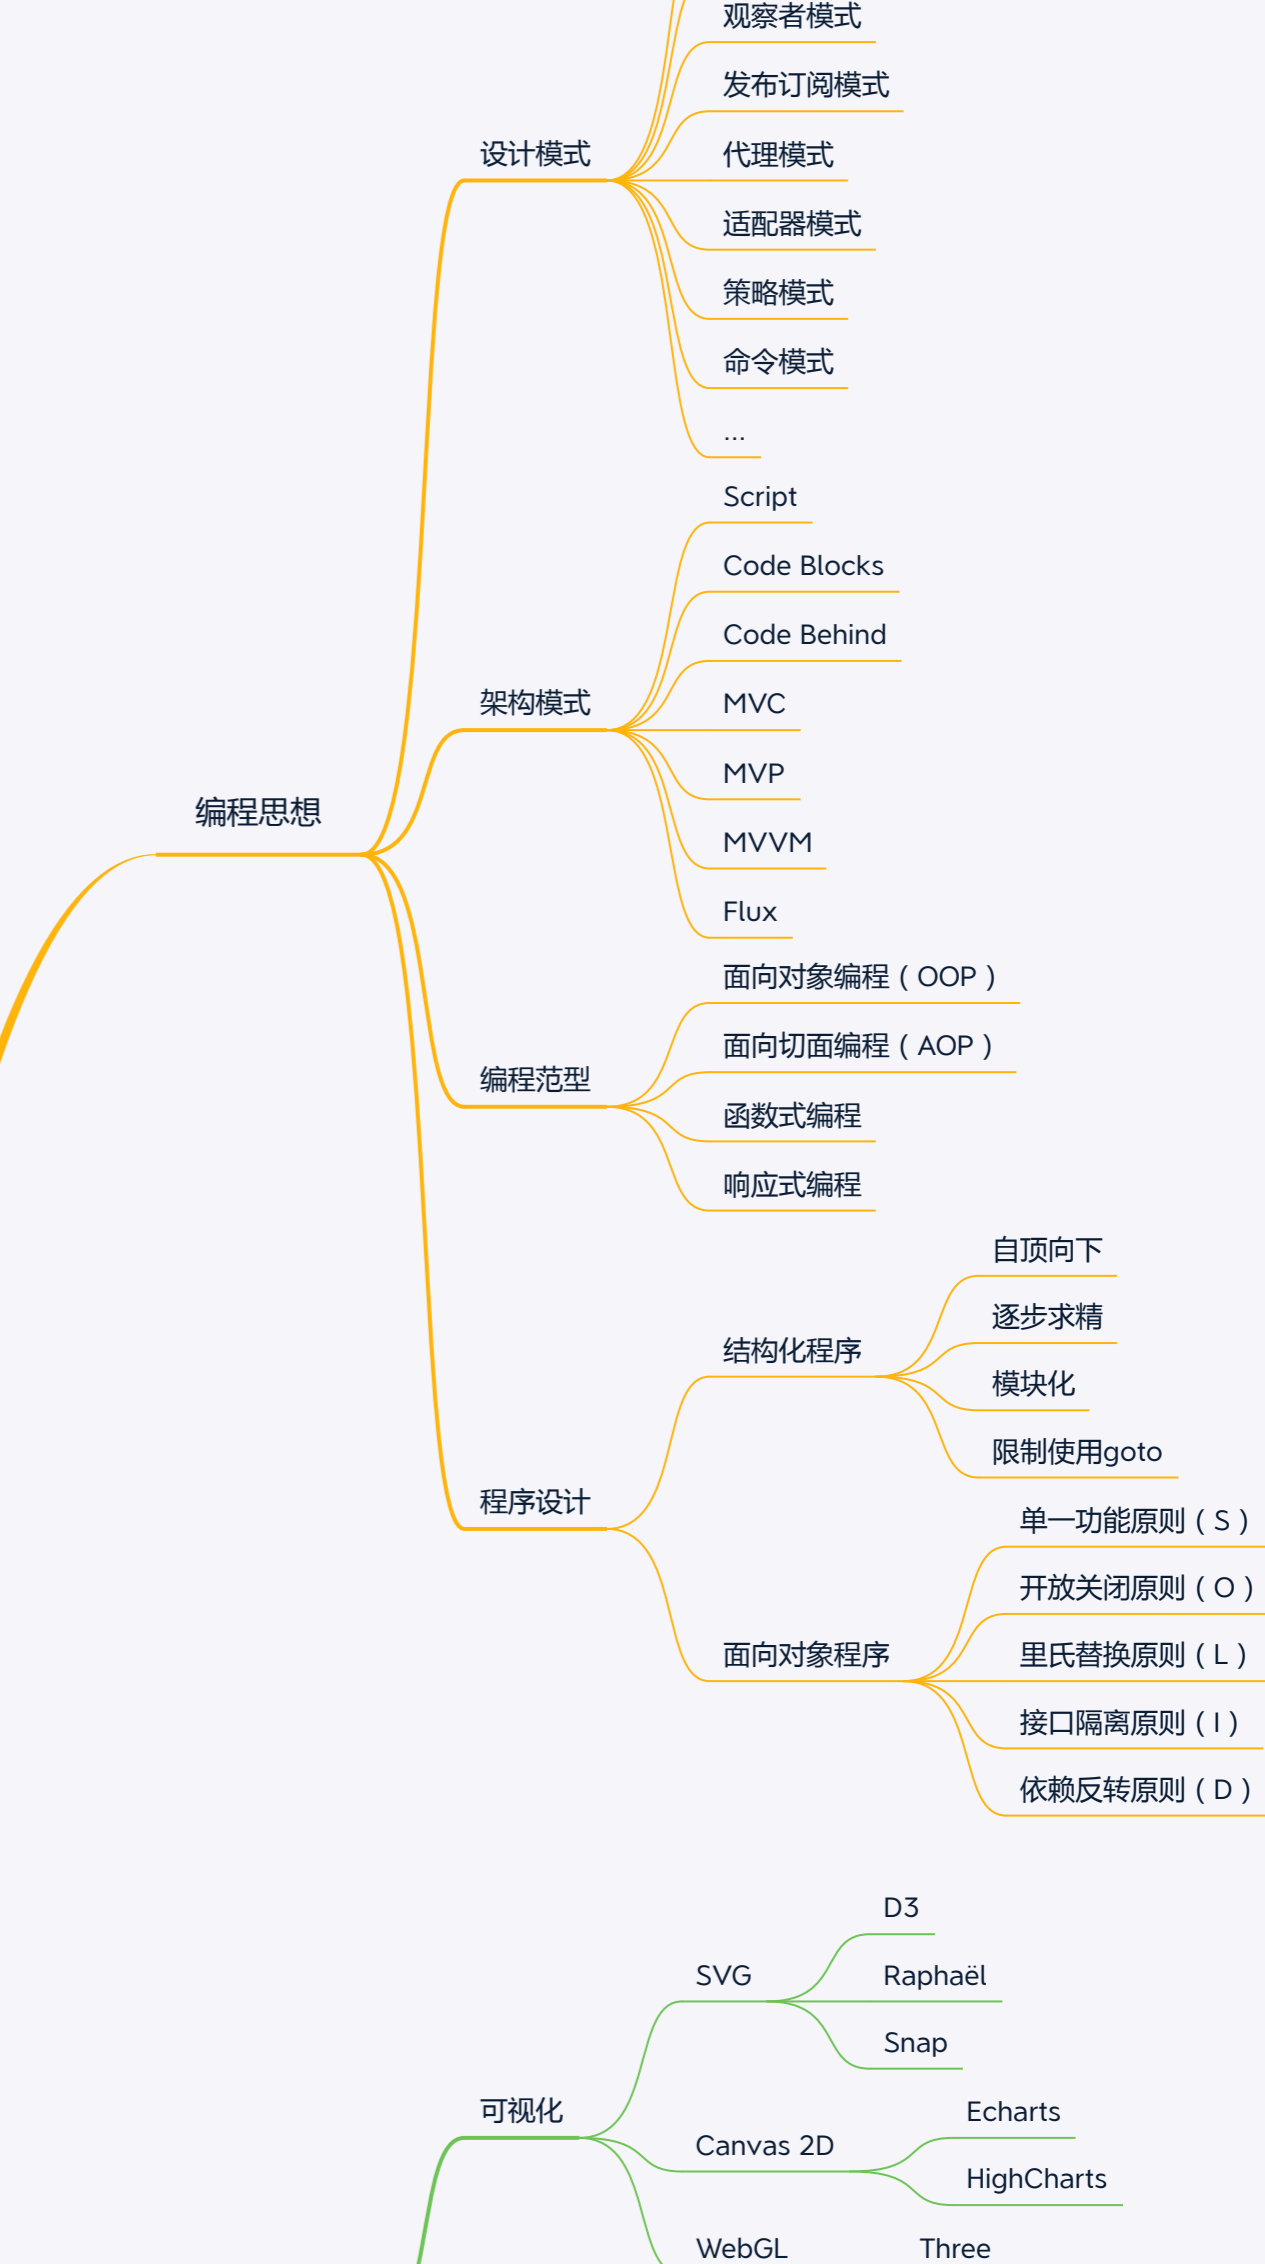 观察者模式
发布订阅模式
设计模式
代理模式
适配器模式
策略模式
命令模式
...
Script
Code Blocks
Code Behind
架构模式
MVC
MVP
编程思想
MVVM
Flux
面向对象编程（OOP）
面向切面编程（AOP）
编程范型
函数式编程
响应式编程
自顶向下
逐步求精
结构化程序
模块化
限制使用goto
程序设计
单一功能原则（S）
开放关闭原则（O）
面向对象程序
里氏替换原则（L）
接口隔离原则（I）
依赖反转原则（D）
D3
SVG
Raphaël
Snap
可视化
Echarts
Canvas 2D
HighCharts
WebGL
Three